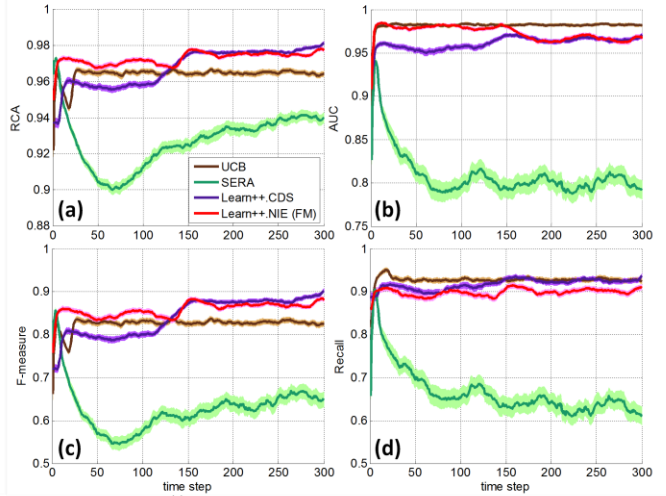 1
0.98
0.96
0.94
0.92
0.9
0.88
RCA
0 50 100 150 200 250 300
(a)
UCB
SERA
Learn++.CDS
Learn++.NIE (FM)
1
0.95
0.9
0.85
0.8
0.75
AUC
0 50 100 150 200 250 300
(b)
1
0.9
0.8
0.7
0.6
0.5
F-measure
0 50 100 150 200 250 300
time step
(c)
1
0.9
0.8
0.7
0.6
0.5
Recall
0 50 100 150 200 250 300
time step
(d)